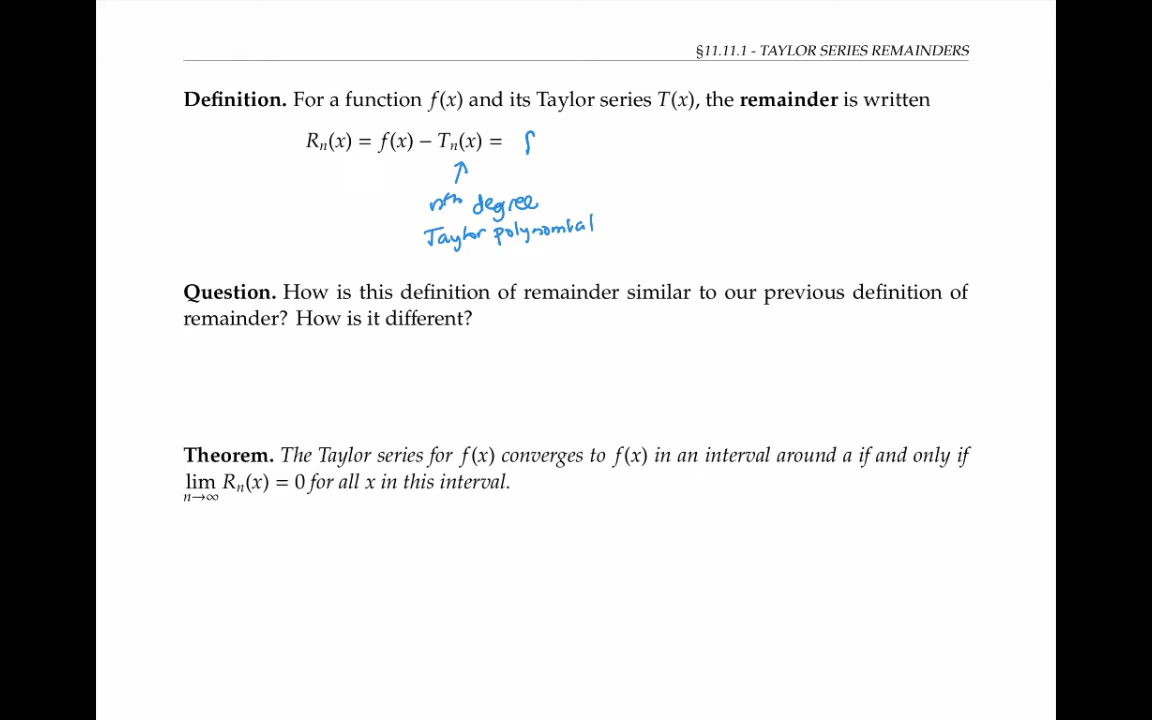 §11.11.1 - TAYLOR SERIES REMAINDERS
Definition. For a function f(x) and its Taylor series T(x), the remainder is written
Rₙ(x) = f(x) − Tₙ(x) = f
↑
nth degree
Taylor polynomial
Question. How is this definition of remainder similar to our previous definition of
remainder? How is it different?
Theorem. The Taylor series for f(x) converges to f(x) in an interval around a if and only if
lim Rₙ(x) = 0 for all x in this interval.
n→∞